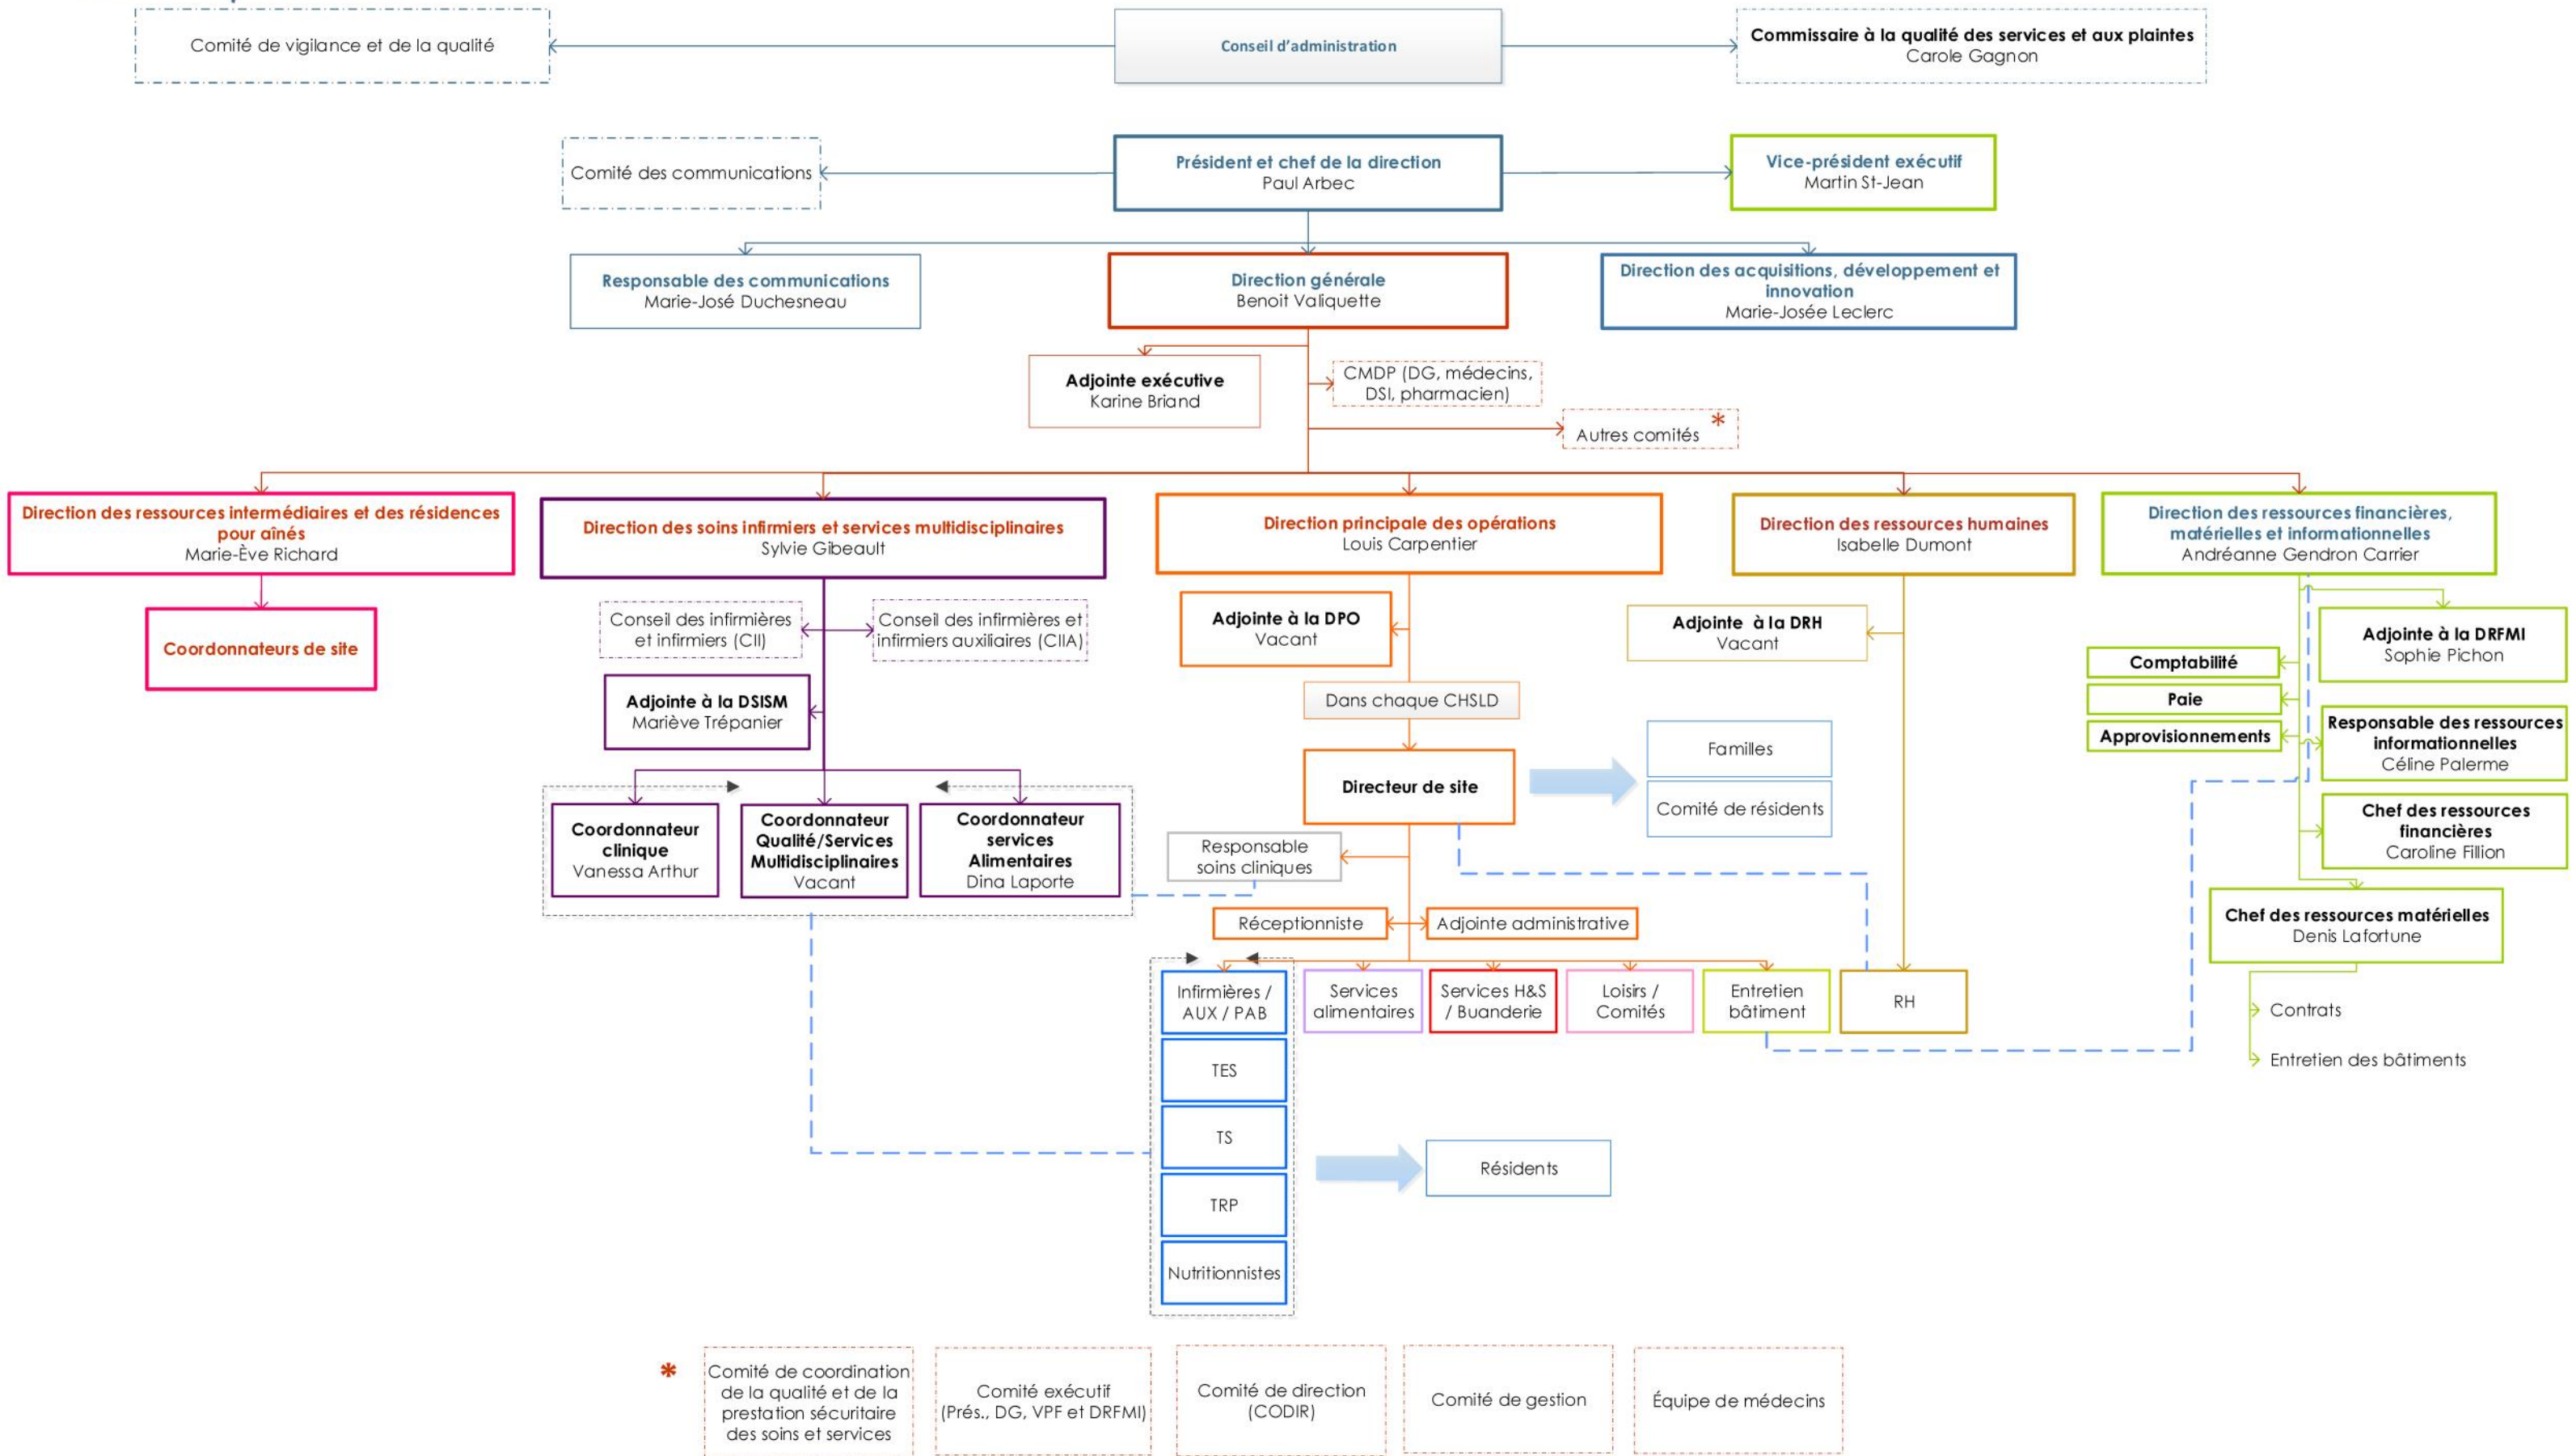 Comité de vigilance et de la qualité
Conseil d’administration
Commissaire à la qualité des services et aux plaintes
Carole Gagnon
Comité des communications
Président et chef de la direction
Paul Arbec
Vice-président exécutif
Martin St-Jean
Responsable des communications
Marie-José Duchesneau
Direction générale
Benoit Valiquette
Direction des acquisitions, développement et
innovation
Marie-Josée Leclerc
Adjointe exécutive
Karine Briand
CMDP (DG, médecins,
DSI, pharmacien)
Autres comités *
Direction des ressources intermédiaires et des résidences
pour aînés
Marie-Ève Richard
Direction des soins infirmiers et services multidisciplinaires
Sylvie Gibeault
Direction principale des opérations
Louis Carpentier
Direction des ressources humaines
Isabelle Dumont
Direction des ressources financières,
matérielles et informationnelles
Andréanne Gendron Carrier
Coordonnateurs de site
Conseil des infirmières
et infirmiers (CII)
Conseil des infirmières et
infirmiers auxiliaires (CIIA)
Adjointe à la DPO
Vacant
Adjointe à la DRH
Vacant
Adjointe à la DRFMI
Sophie Pichon
Comptabilité
Paie
Approvisionnements
Adjointe à la DSISM
Mariève Trépanier
Dans chaque CHSLD
Responsable des ressources
informationnelles
Céline Palerme
Directeur de site
Familles
Comité de résidents
Coordonnateur
clinique
Vanessa Arthur
Coordonnateur
Qualité/Services
Multidisciplinaires
Vacant
Coordonnateur
services
Alimentaires
Dina Laporte
Responsable
soins cliniques
Chef des ressources
financières
Caroline Fillion
Réceptionniste
Adjointe administrative
Chef des ressources matérielles
Denis Lafortune
Infirmières /
AUX / PAB
Services
alimentaires
Services H&S
/ Buanderie
Loisirs /
Comités
Entretien
bâtiment
RH
Contrats
Entretien des bâtiments
TES
TS
TRP
Nutritionnistes
Résidents
*
Comité de coordination
de la qualité et de la
prestation sécuritaire
des soins et services
Comité exécutif
(Prés., DG, VPF et DRFMI)
Comité de direction
(CODIR)
Comité de gestion
Équipe de médecins